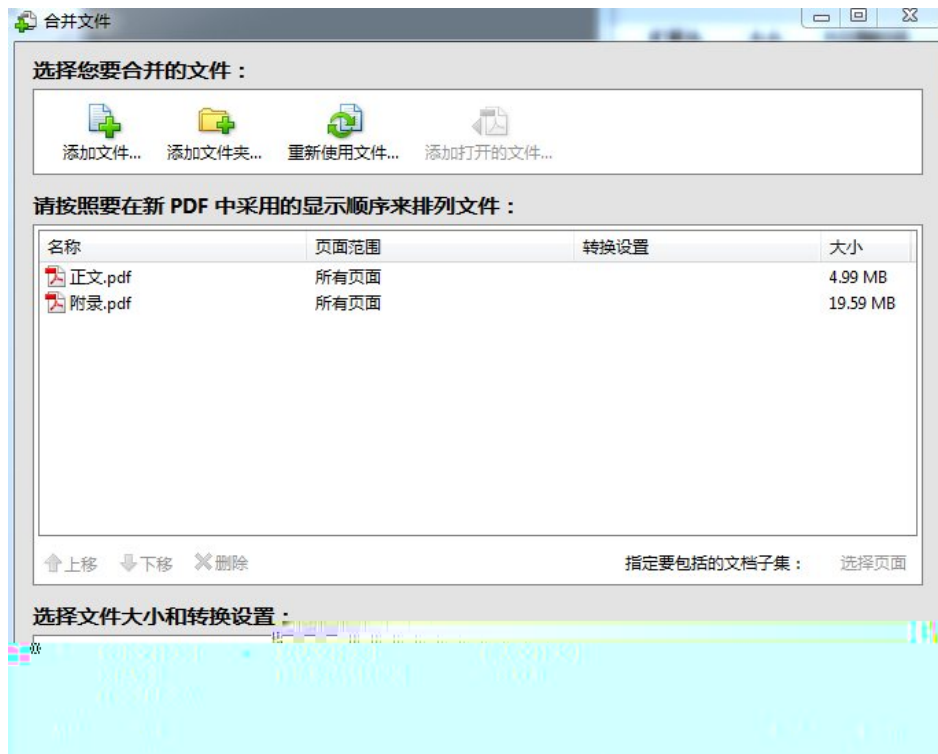 合并文件
选择您要合并的文件：
添加文件... 添加文件夹... 重新使用文件... 添加打开的文件...
请按照要在新 PDF 中采用的显示顺序来排列文件：
名称 页面范围 转换设置 大小
正文.pdf 所有页面 4.99 MB
附录.pdf 所有页面 19.59 MB
上移 下移 删除 指定要包括的文档子集： 选择页面
选择文件大小和转换设置：